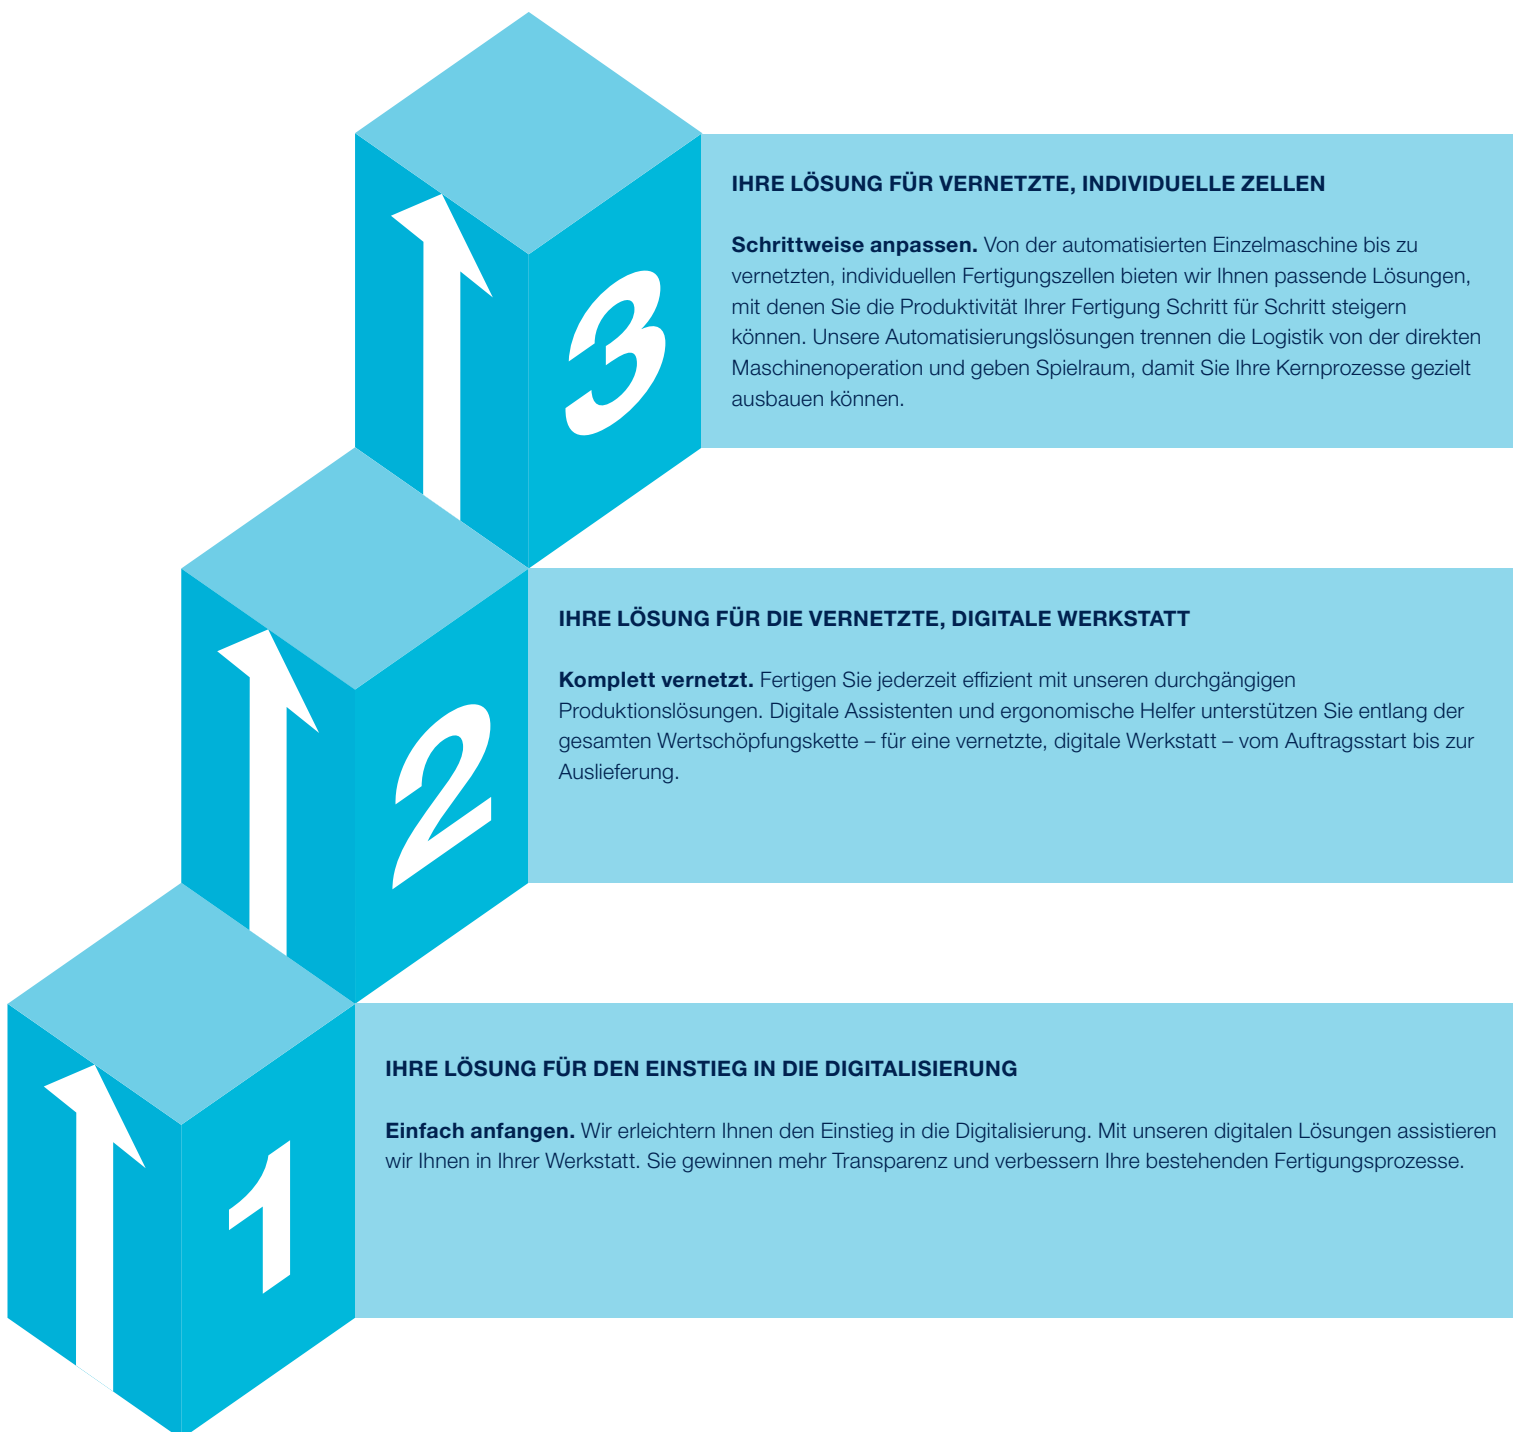 3
IHRE LÖSUNG FÜR VERNETZTE, INDIVIDUELLE ZELLEN
Schrittweise anpassen. Von der automatisierten Einzelmaschine bis zu
vernetzten, individuellen Fertigungszellen bieten wir Ihnen passende Lösungen,
mit denen Sie die Produktivität Ihrer Fertigung Schritt für Schritt steigern
können. Unsere Automatisierungslösungen trennen die Logistik von der direkten
Maschinenoperation und geben Spielraum, damit Sie Ihre Kernprozesse gezielt
ausbauen können.
2
IHRE LÖSUNG FÜR DIE VERNETZTE, DIGITALE WERKSTATT
Komplett vernetzt. Fertigen Sie jederzeit effizient mit unseren durchgängigen
Produktionslösungen. Digitale Assistenten und ergonomische Helfer unterstützen Sie entlang der
gesamten Wertschöpfungskette – für eine vernetzte, digitale Werkstatt – vom Auftragsstart bis zur
Auslieferung.
1
IHRE LÖSUNG FÜR DEN EINSTIEG IN DIE DIGITALISIERUNG
Einfach anfangen. Wir erleichtern Ihnen den Einstieg in die Digitalisierung. Mit unseren digitalen Lösungen assistieren
wir Ihnen in Ihrer Werkstatt. Sie gewinnen mehr Transparenz und verbessern Ihre bestehenden Fertigungsprozesse.